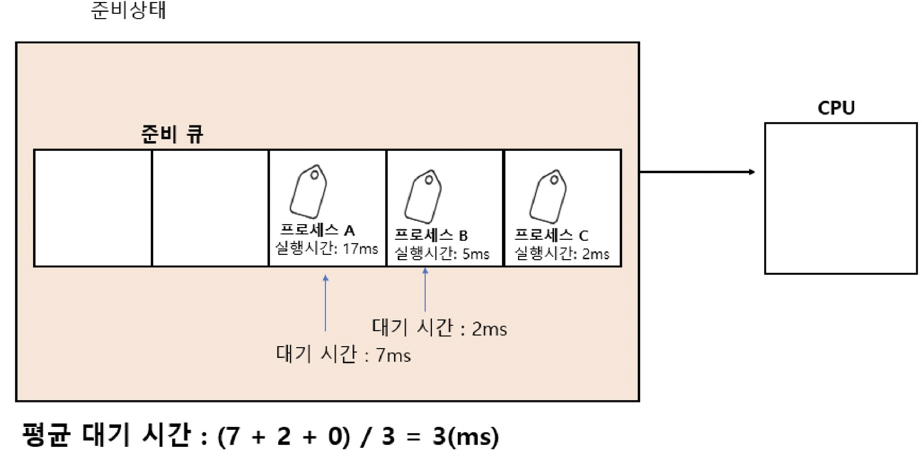 준비상태
CPU
준비 큐
프로세스 A
실행시간: 17ms
프로세스 B
실행시간: 5ms
프로세스 C
실행시간: 2ms
대기 시간 : 2ms
대기 시간 : 7ms
평균 대기 시간 : (7 + 2 + 0) / 3 = 3(ms)